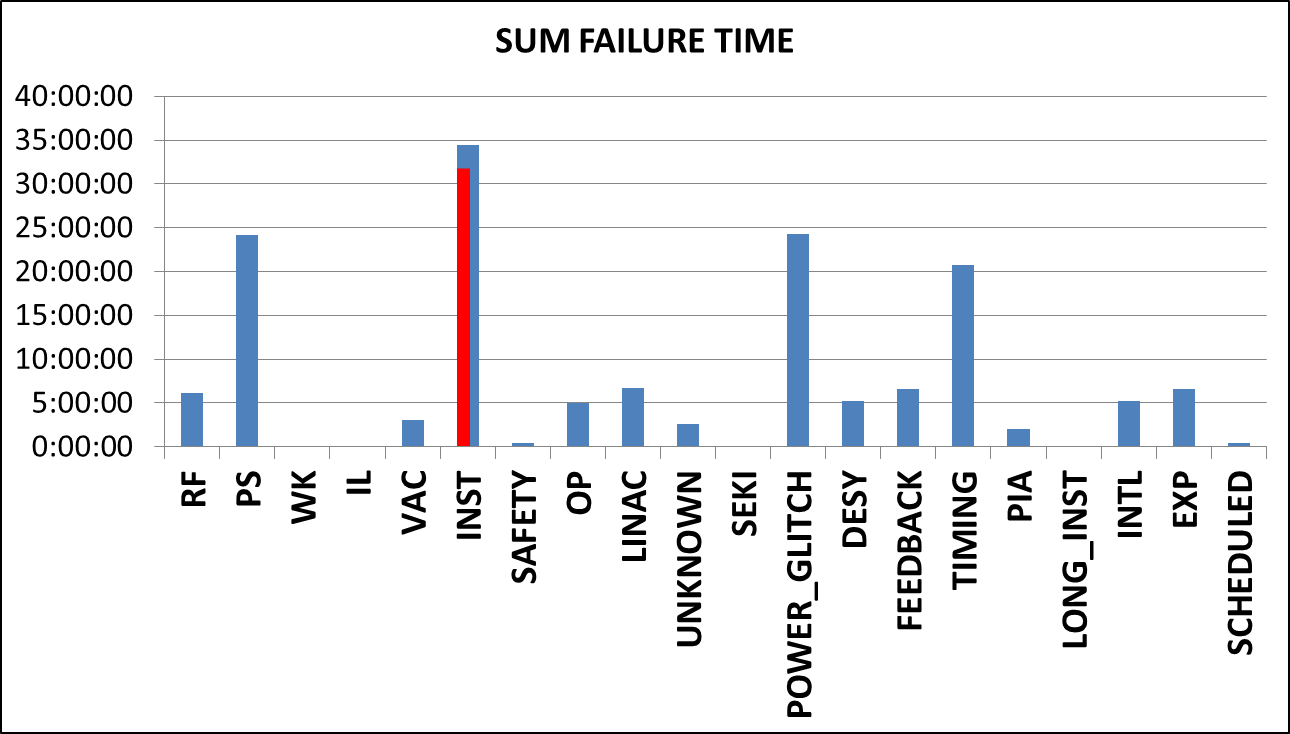 SUM FAILURE TIME
40:00:00
35:00:00
30:00:00
25:00:00
20:00:00
15:00:00
10:00:00
5:00:00
0:00:00
RF
PS
WK
IL
VAC
INST
SAFETY
OP
LINAC
UNKNOWN
SEKI
POWER_GLITCH
DESY
FEEDBACK
TIMING
PIA
LONG_INST
INTL
EXP
SCHEDULED